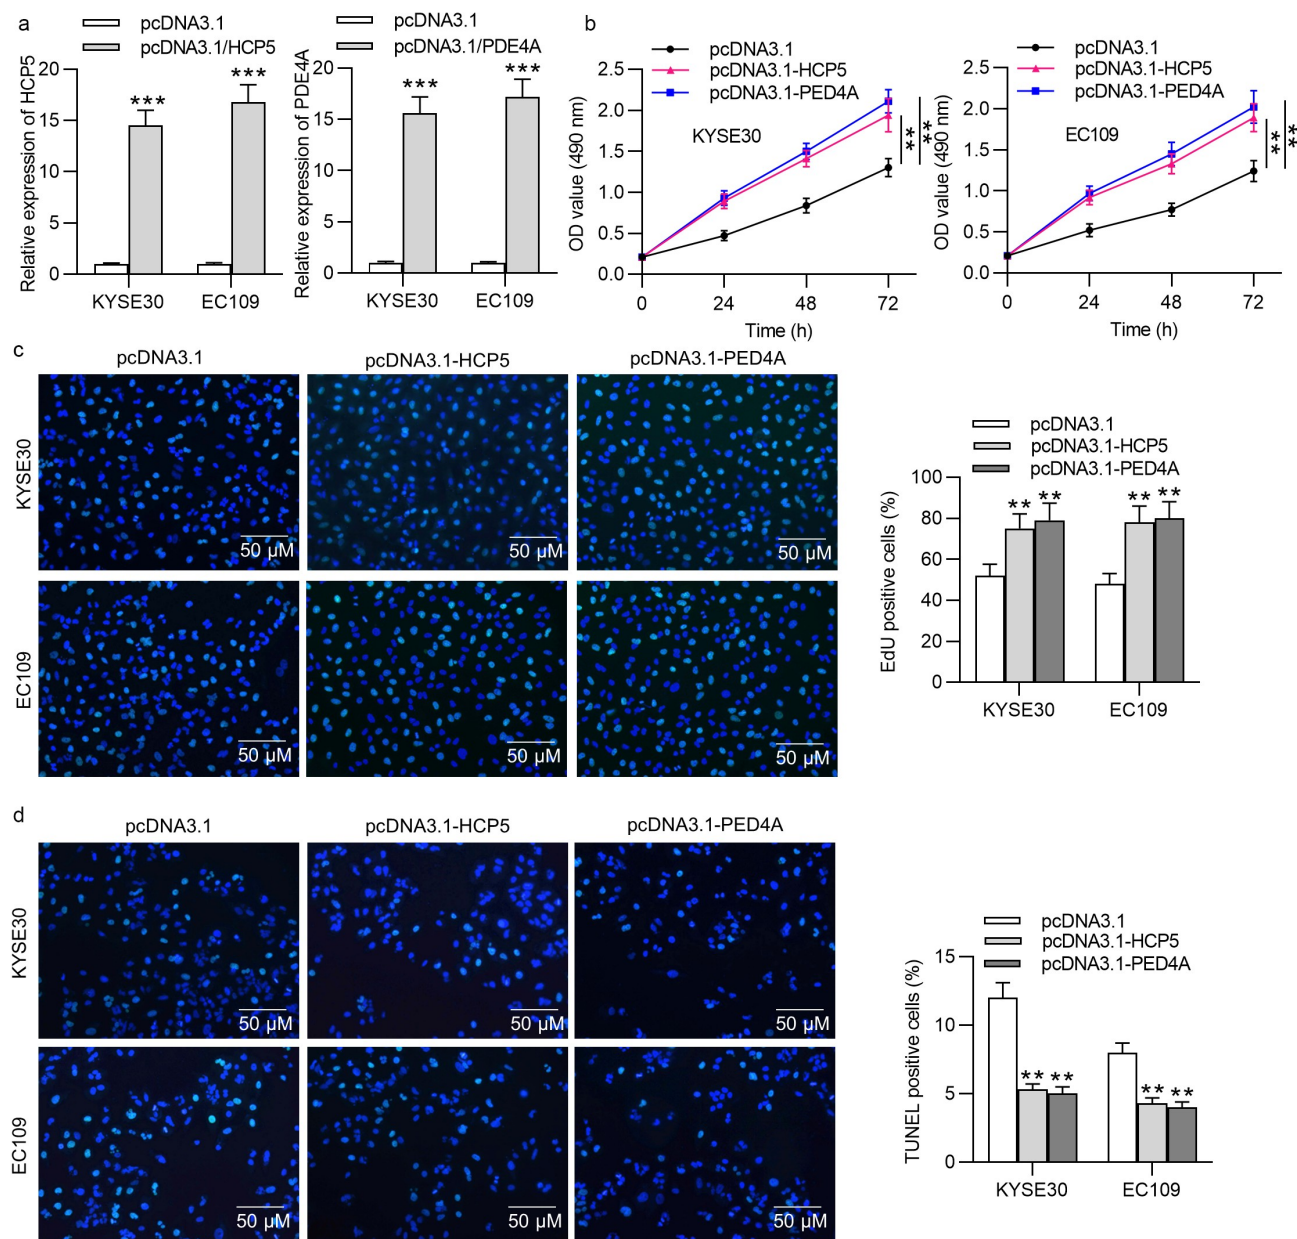 a
pcDNA3.1
pcDNA3.1/HCP5
Relative expression of HCP5
20
15
10
5
0
***
***
KYSE30
EC109
pcDNA3.1
pcDNA3.1/PDE4A
Relative expression of PDE4A
20
15
10
5
0
***
***
KYSE30
EC109
b
pcDNA3.1
pcDNA3.1-HCP5
pcDNA3.1-PED4A
KYSE30
OD value (490 nm)
2.5
2.0
1.5
1.0
0.5
0.0
**
**
0
24
48
72
Time (h)
pcDNA3.1
pcDNA3.1-HCP5
pcDNA3.1-PED4A
EC109
OD value (490 nm)
2.5
2.0
1.5
1.0
0.5
0.0
**
**
0
24
48
72
Time (h)
c
pcDNA3.1
pcDNA3.1-HCP5
pcDNA3.1-PED4A
KYSE30
50 µM
50 µM
50 µM
EC109
50 µM
50 µM
50 µM
pcDNA3.1
pcDNA3.1-HCP5
pcDNA3.1-PED4A
EdU positive cells (%)
100
80
60
40
20
0
**
**
**
**
KYSE30
EC109
d
pcDNA3.1
pcDNA3.1-HCP5
pcDNA3.1-PED4A
KYSE30
50 µM
50 µM
50 µM
EC109
50 µM
50 µM
50 µM
pcDNA3.1
pcDNA3.1-HCP5
pcDNA3.1-PED4A
TUNEL positive cells (%)
15
10
5
0
**
**
**
**
KYSE30
EC109